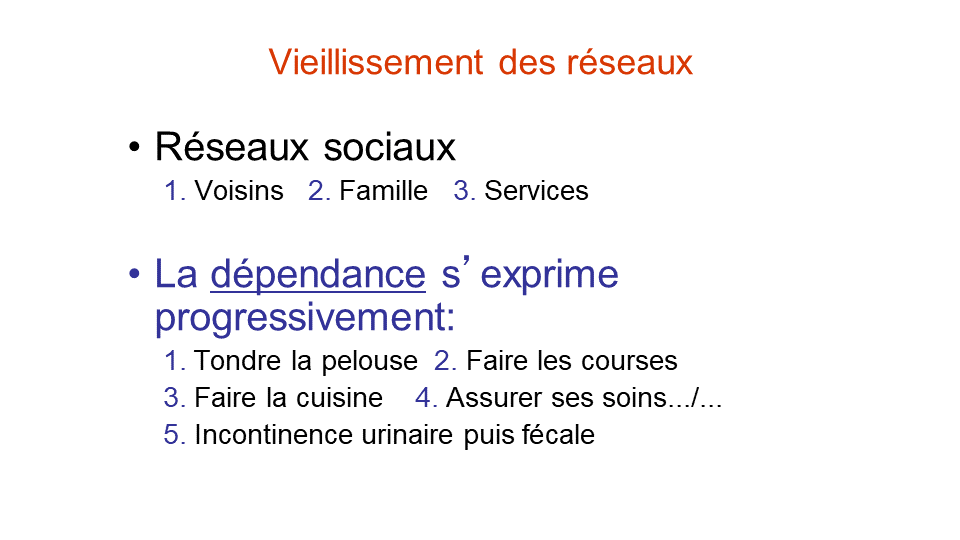 Vieillissement des réseaux
• Réseaux sociaux
1. Voisins 2. Famille 3. Services
• La dépendance s’ exprime
progressivement:
1. Tondre la pelouse 2. Faire les courses
3. Faire la cuisine 4. Assurer ses soins.../...
5. Incontinence urinaire puis fécale